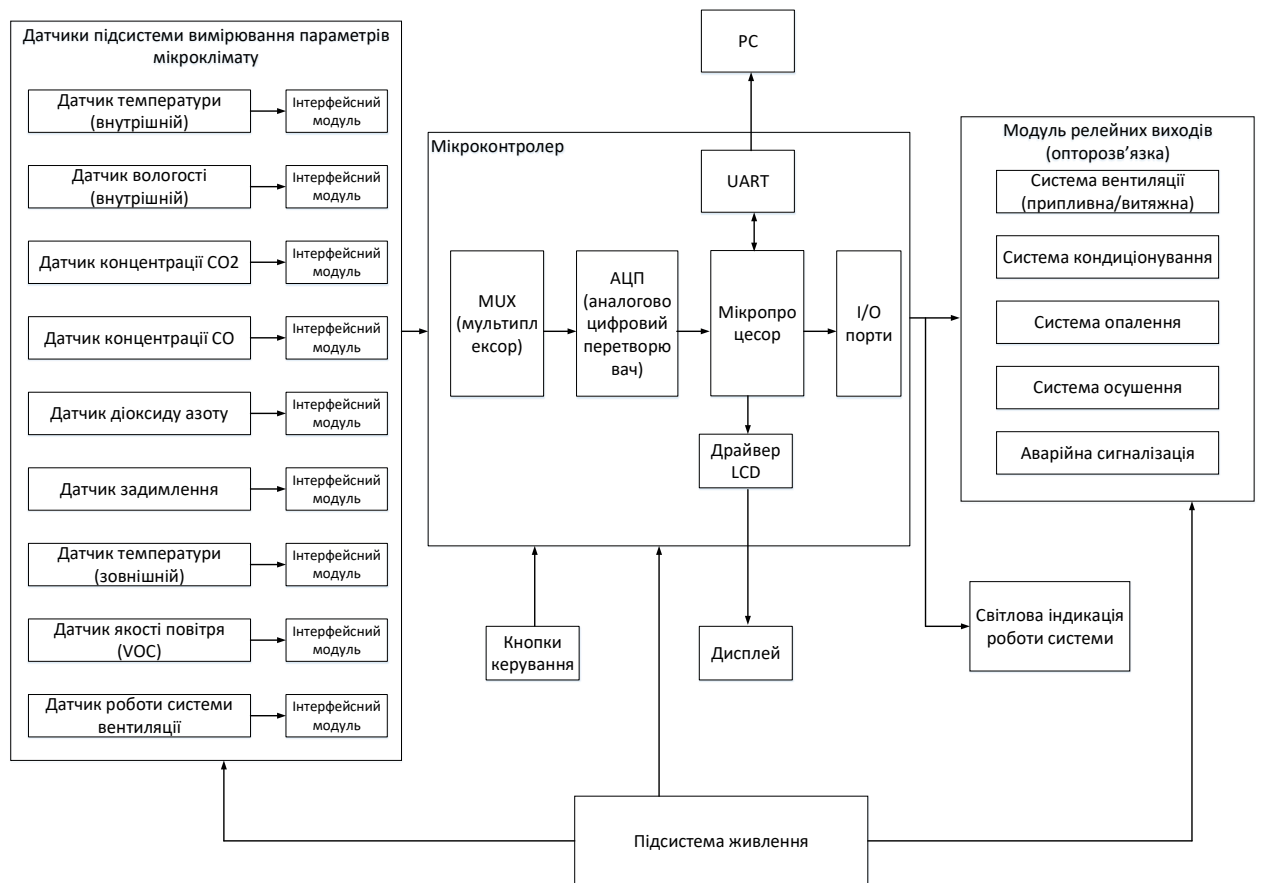 Датчики підсистеми вимірювання параметрів
мікроклімату
Датчик температури
(внутрішній)
Інтерфейсний
модуль
Датчик вологості
(внутрішній)
Інтерфейсний
модуль
Датчик концентрації СО2
Інтерфейсний
модуль
Датчик концентрації СО
Інтерфейсний
модуль
Датчик діоксиду азоту
Інтерфейсний
модуль
Датчик задимлення
Інтерфейсний
модуль
Датчик температури
(зовнішній)
Інтерфейсний
модуль
Датчик якості повітря
(VOC)
Інтерфейсний
модуль
Датчик роботи системи
вентиляції
Інтерфейсний
модуль
PC
Мікроконтролер
UART
MUX
(мультипл
ексор)
АЦП
(аналогово
цифровий
перетворю
вач)
Мікропро
цесор
I/O
порти
Драйвер
LCD
Кнопки
керування
Дисплей
Модуль релейних виходів
(опторозв’язка)
Система вентиляції
(припливна/витяжна)
Система кондиціонування
Система опалення
Система осушення
Аварійна сигналізація
Світлова індикація
роботи системи
Підсистема живлення